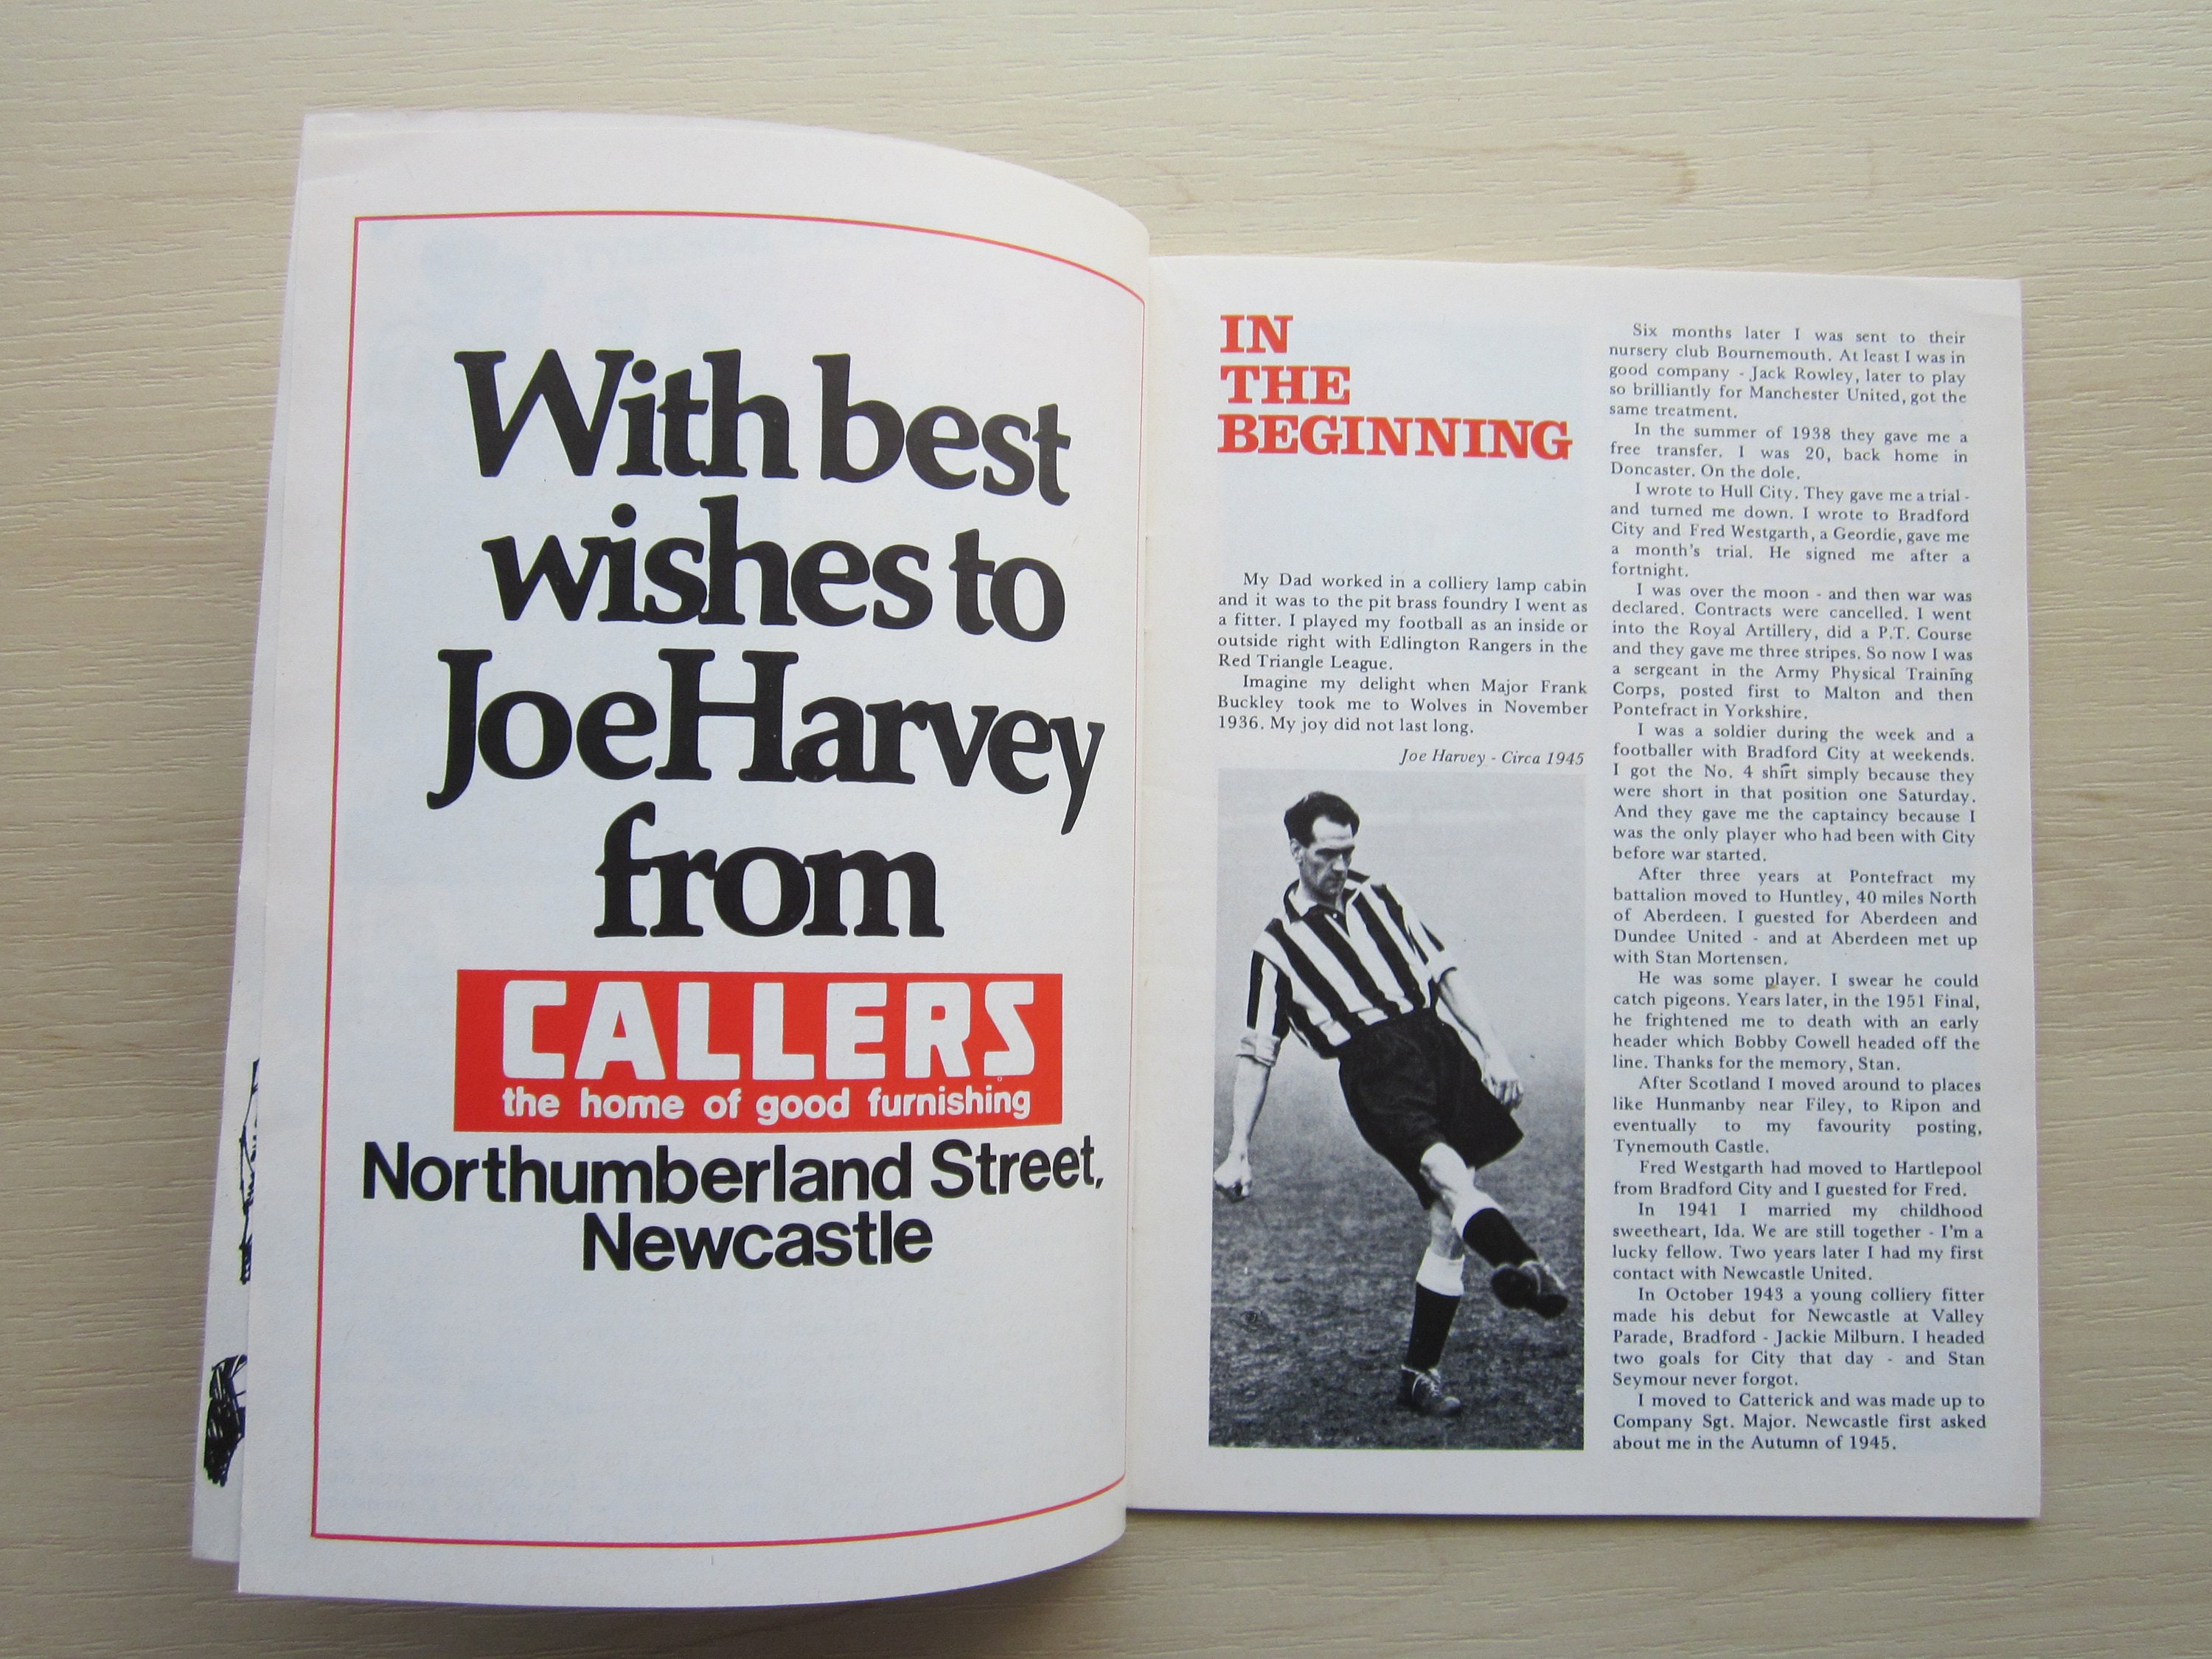 With best
wishes to
Joe Harvey
from
CALLERS
the home of good furnishing
Northumberland Street,
Newcastle
IN
THE
BEGINNING
My Dad worked in a colliery lamp cabin
and it was to the pit brass foundry I went as
a fitter. I played my football as an inside or
outside right with Edlington Rangers in the
Red Triangle League.
Imagine my delight when Major Frank
Buckley took me to Wolves in November
1936. My joy did not last long.
Joe Harvey - Circa 1945
Six months later I was sent to their
nursery club Bournemouth. At least I was in
good company - Jack Rowley, later to play
so brilliantly for Manchester United, got the
same treatment.
In the summer of 1938 they gave me a
free transfer. I was 20, back home in
Doncaster. On the dole.
I wrote to Hull City. They gave me a trial -
and turned me down. I wrote to Bradford
City and Fred Westgarth, a Geordie, gave me
a month's trial. He signed me after a
fortnight.
I was over the moon - and then war was
declared. Contracts were cancelled. I went
into the Royal Artillery, did a P.T. Course
and they gave me three stripes. So now I was
a sergeant in the Army Physical Training
Corps, posted first to Malton and then
Pontefract in Yorkshire.
I was a soldier during the week and a
footballer with Bradford City at weekends.
I got the No. 4 shirt simply because they
were short in that position one Saturday.
And they gave me the captaincy because I
was the only player who had been with City
before war started.
After three years at Pontefract my
battalion moved to Huntley, 40 miles North
of Aberdeen. I guested for Aberdeen and
Dundee United - and at Aberdeen met up
with Stan Mortensen.
He was some player. I swear he could
catch pigeons. Years later, in the 1951 Final,
he frightened me to death with an early
header which Bobby Cowell headed off the
line. Thanks for the memory, Stan.
After Scotland I moved around to places
like Hunmanby near Filey, to Ripon and
eventually to my favourity posting,
Tynemouth Castle.
Fred Westgarth had moved to Hartlepool
from Bradford City and I guested for Fred.
In 1941 I married my childhood
sweetheart, Ida. We are still together - I'm a
lucky fellow. Two years later I had my first
contact with Newcastle United.
In October 1943 a young colliery fitter
made his debut for Newcastle at Valley
Parade, Bradford - Jackie Milburn. I headed
two goals for City that day - and Stan
Seymour never forgot.
I moved to Catterick and was made up to
Company Sgt. Major. Newcastle first asked
about me in the Autumn of 1945.